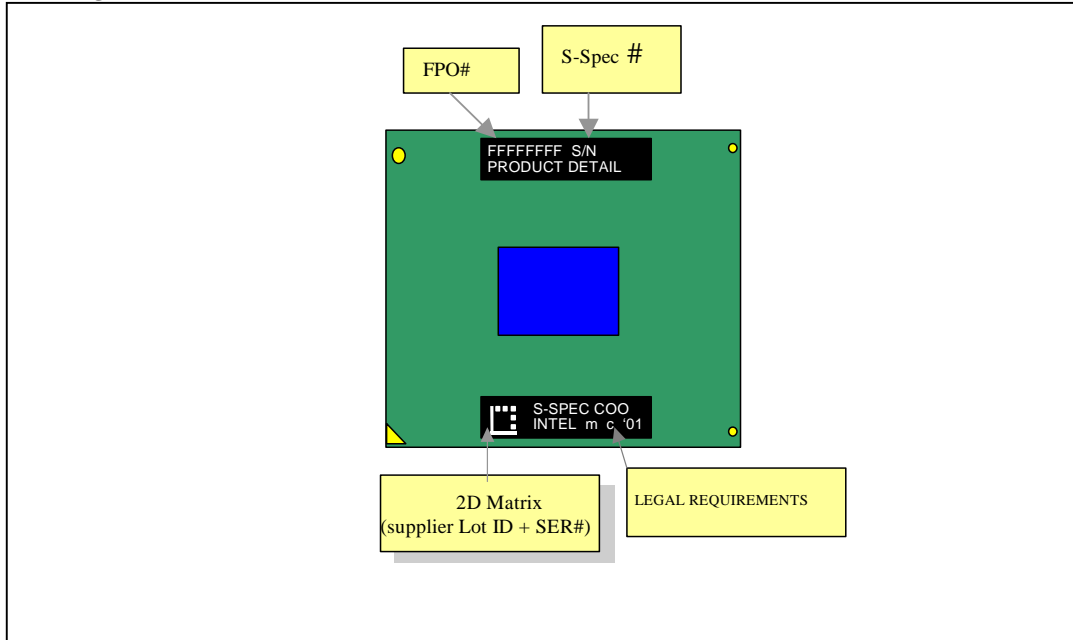 FPO#
S-Spec #
FFFFFFFF S/N
PRODUCT DETAIL
S-SPEC COO
INTEL m c '01
2D Matrix
(supplier Lot ID + SER#)
LEGAL REQUIREMENTS